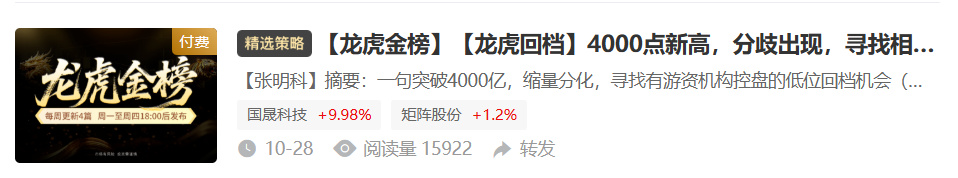 付费
龙虎金榜
每周更新4篇 周一至周四18:00后发布
精选策略 【龙虎金榜】【龙虎回档】4000点新高，分歧出现，寻找相...
【张明科】摘要：一句突破4000亿，缩量分化，寻找有游资机构控盘的低位回档机会（...
国晟科技 +9.98% 矩阵股份 +1.2%
10-28 阅读量 15922 转发